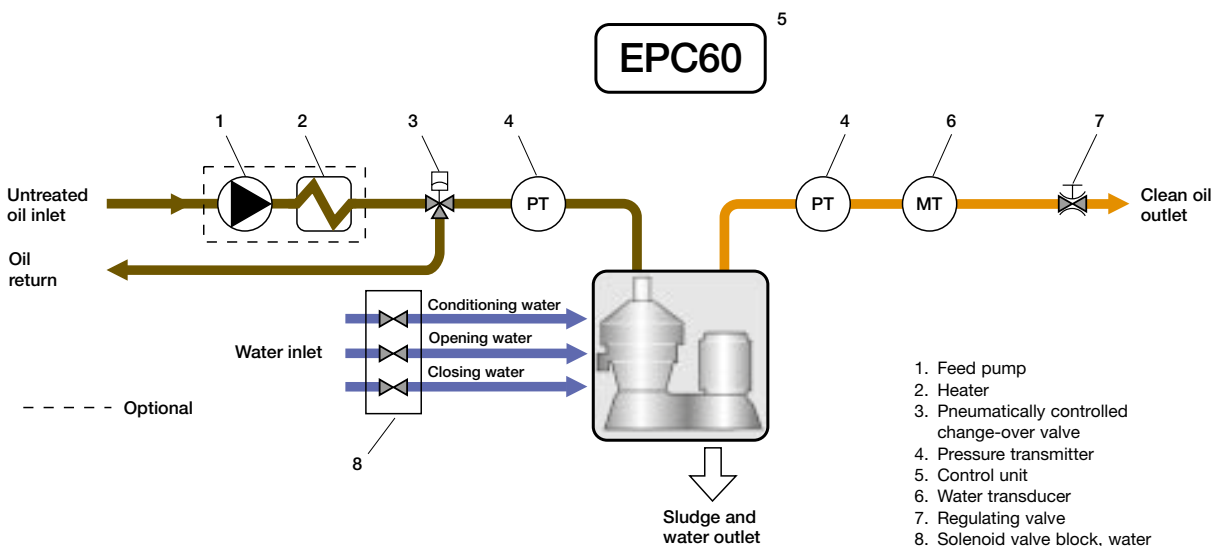 5
EPC60
1
2
3
4
4
6
7
Untreated
oil inlet
PT
PT
MT
Clean oil
outlet
Oil
return
Conditioning water
Opening water
Closing water
Water inlet
Optional
8
Sludge and
water outlet
1. Feed pump
2. Heater
3. Pneumatically controlled
change-over valve
4. Pressure transmitter
5. Control unit
6. Water transducer
7. Regulating valve
8. Solenoid valve block, water